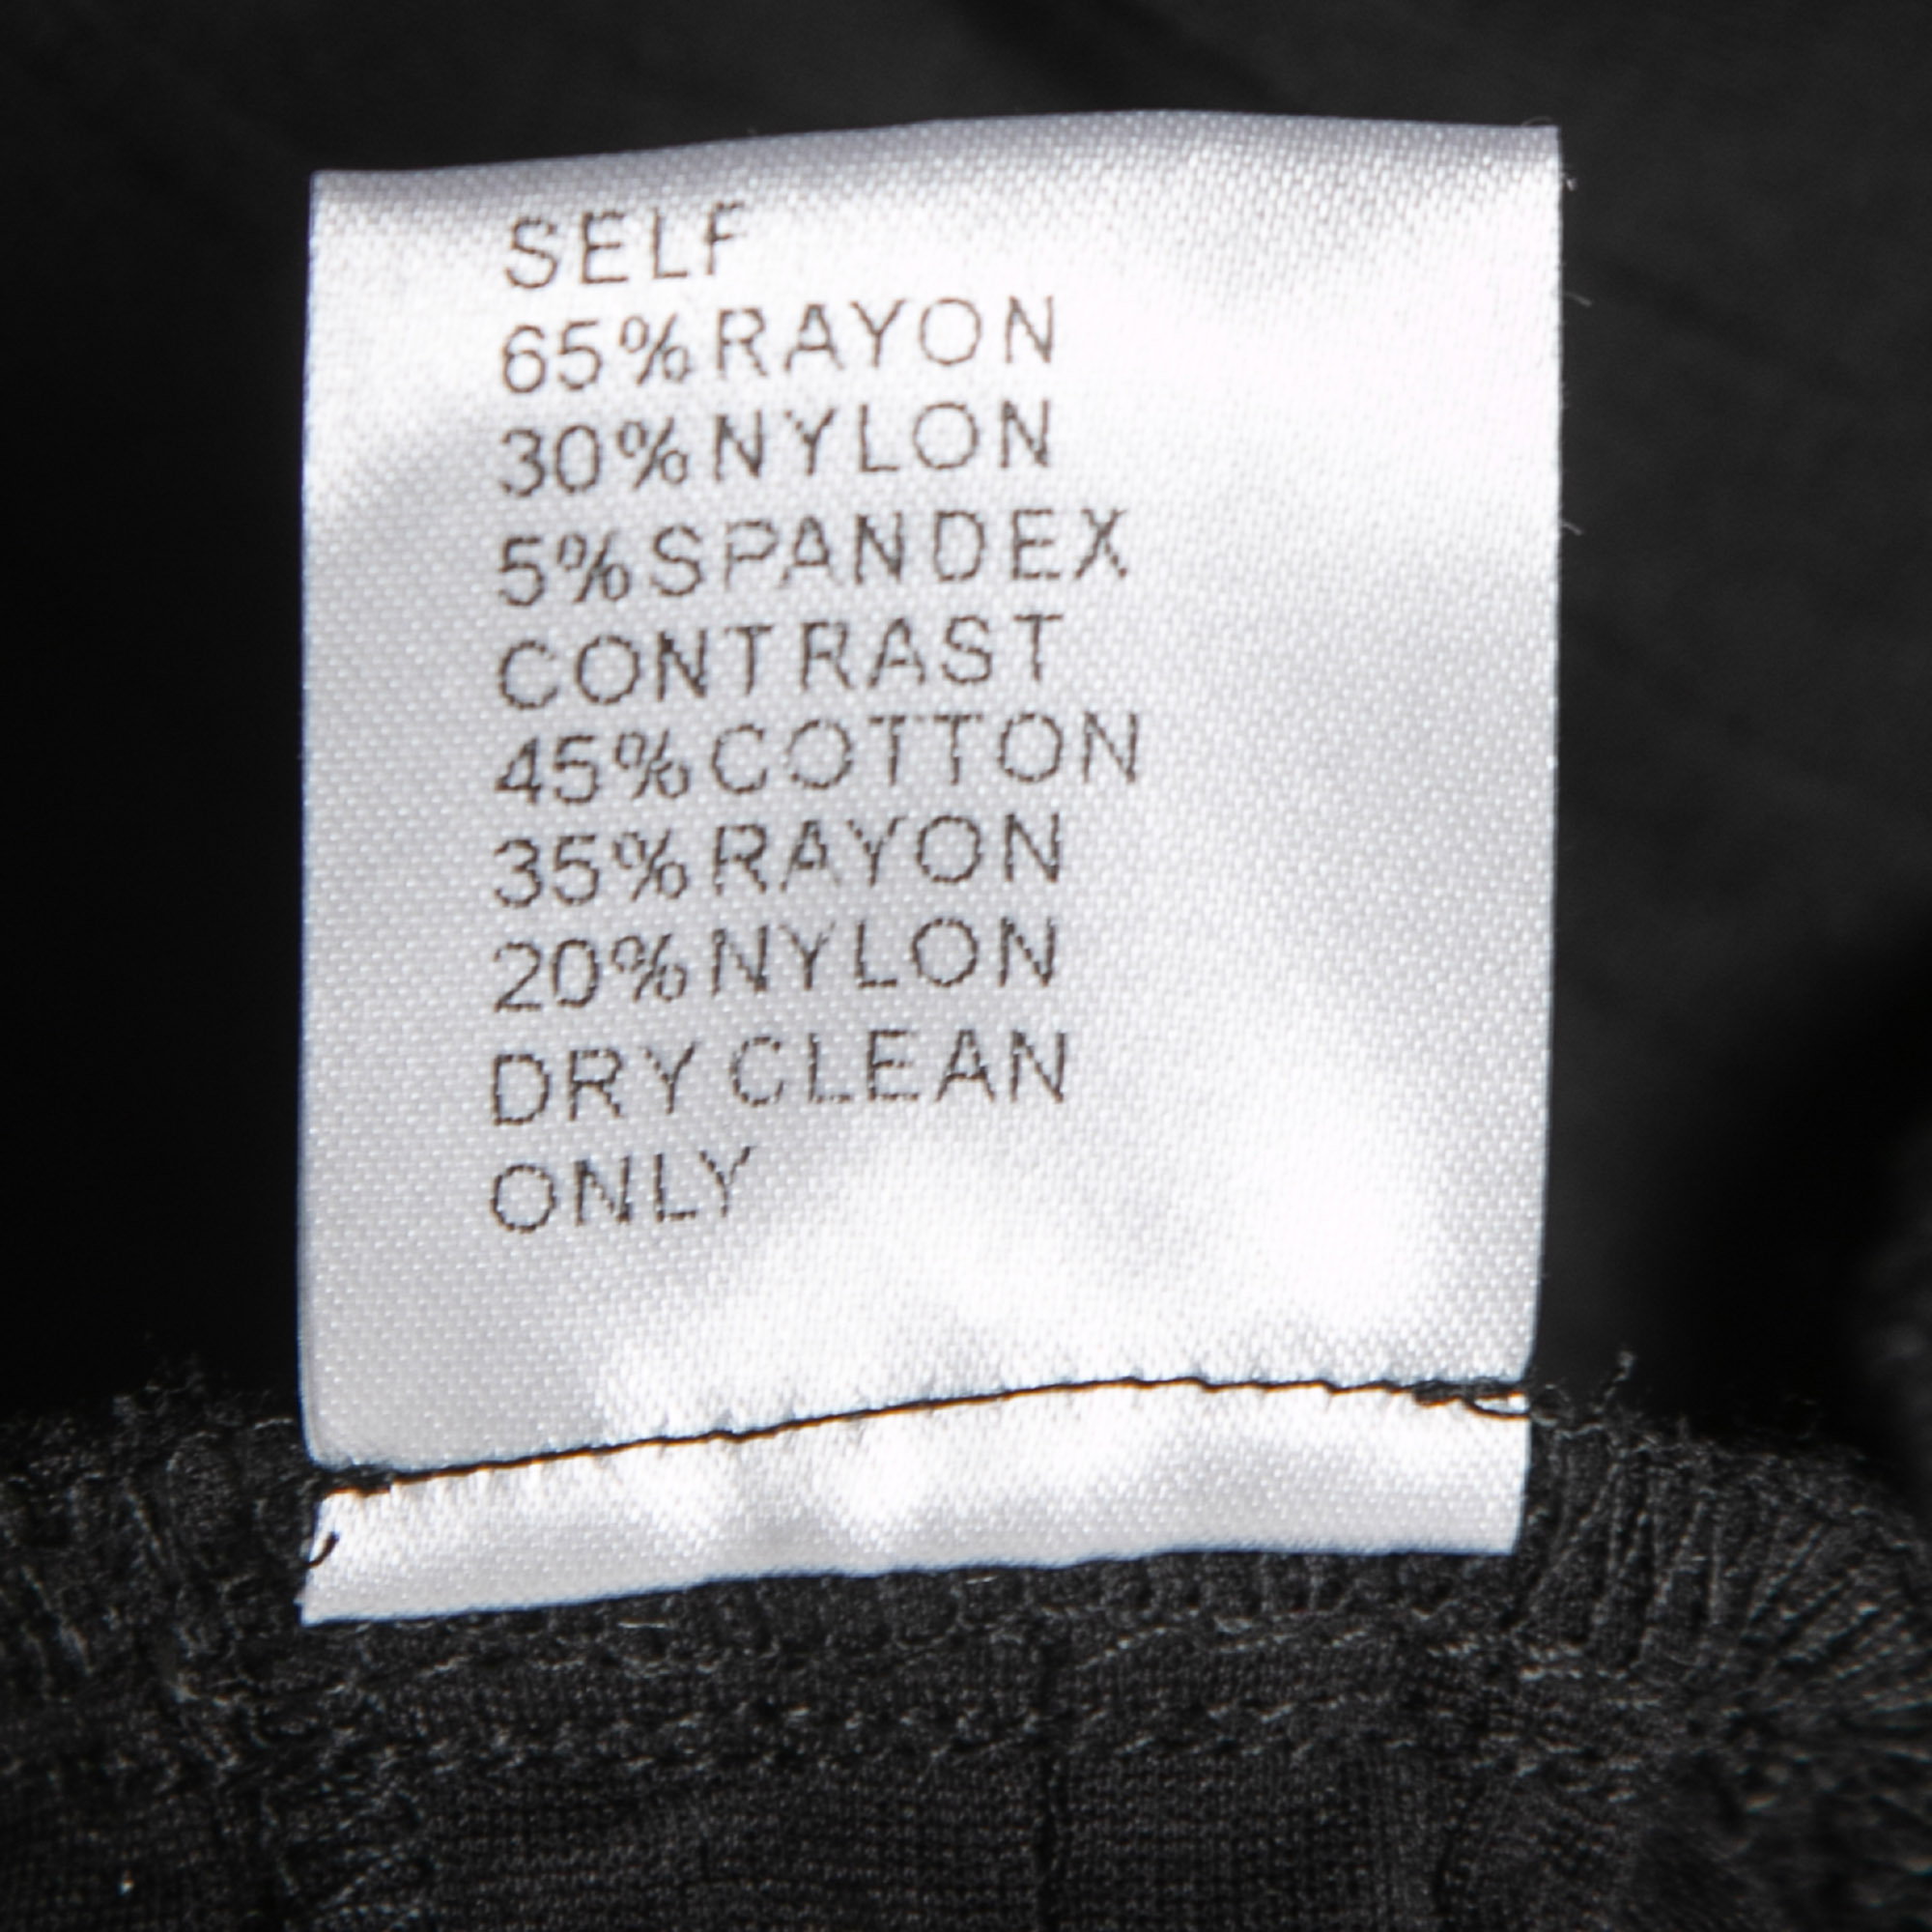 SELF
65%RAYON
30%NYLON
5%SPANDEX
CONTRAST
45%COTTON
35%RAYON
20%NYLON
DRY CLEAN
ONLY